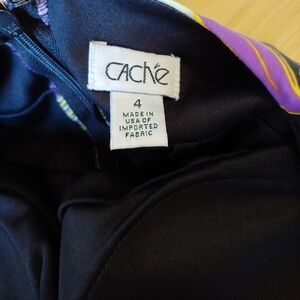 CACHÉ
4
MADE IN
USA OF
IMPORTED
FABRIC